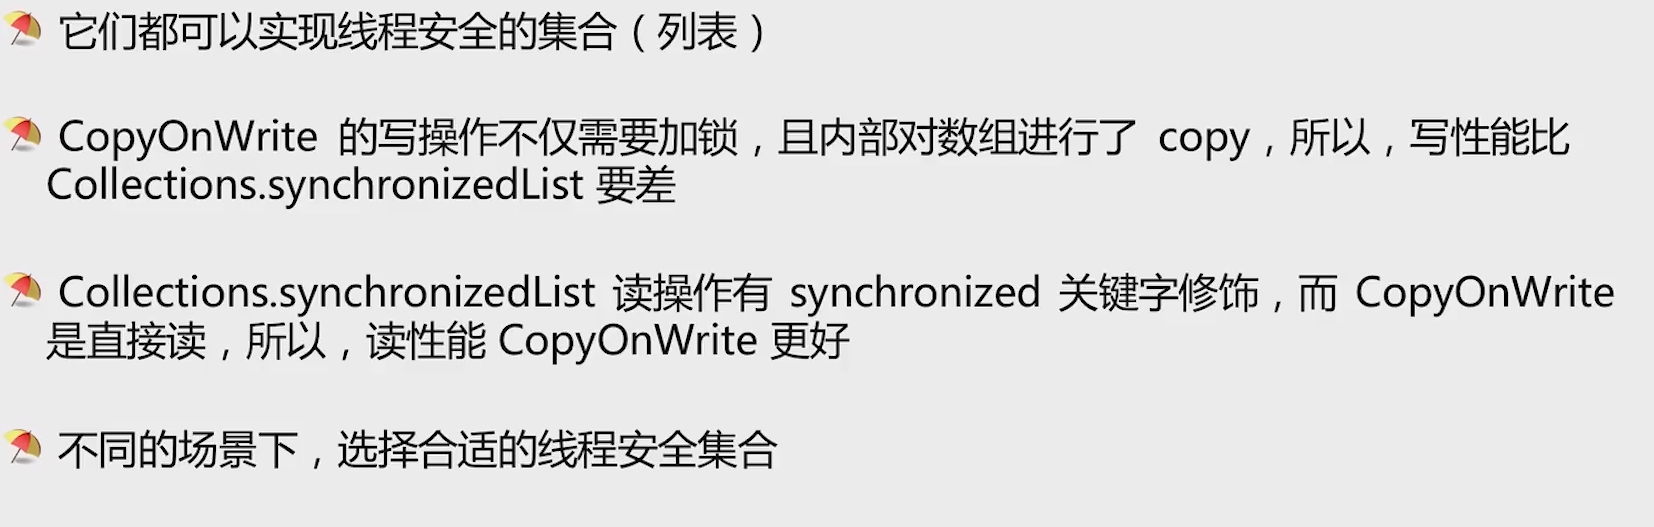 它们都可以实现线程安全的集合（列表）
CopyOnWrite 的写操作不仅需要加锁，且内部对数组进行了 copy，所以，写性能比
Collections.synchronizedList 要差
Collections.synchronizedList 读操作有 synchronized 关键字修饰，而 CopyOnWrite
是直接读，所以，读性能 CopyOnWrite 更好
不同的场景下，选择合适的线程安全集合